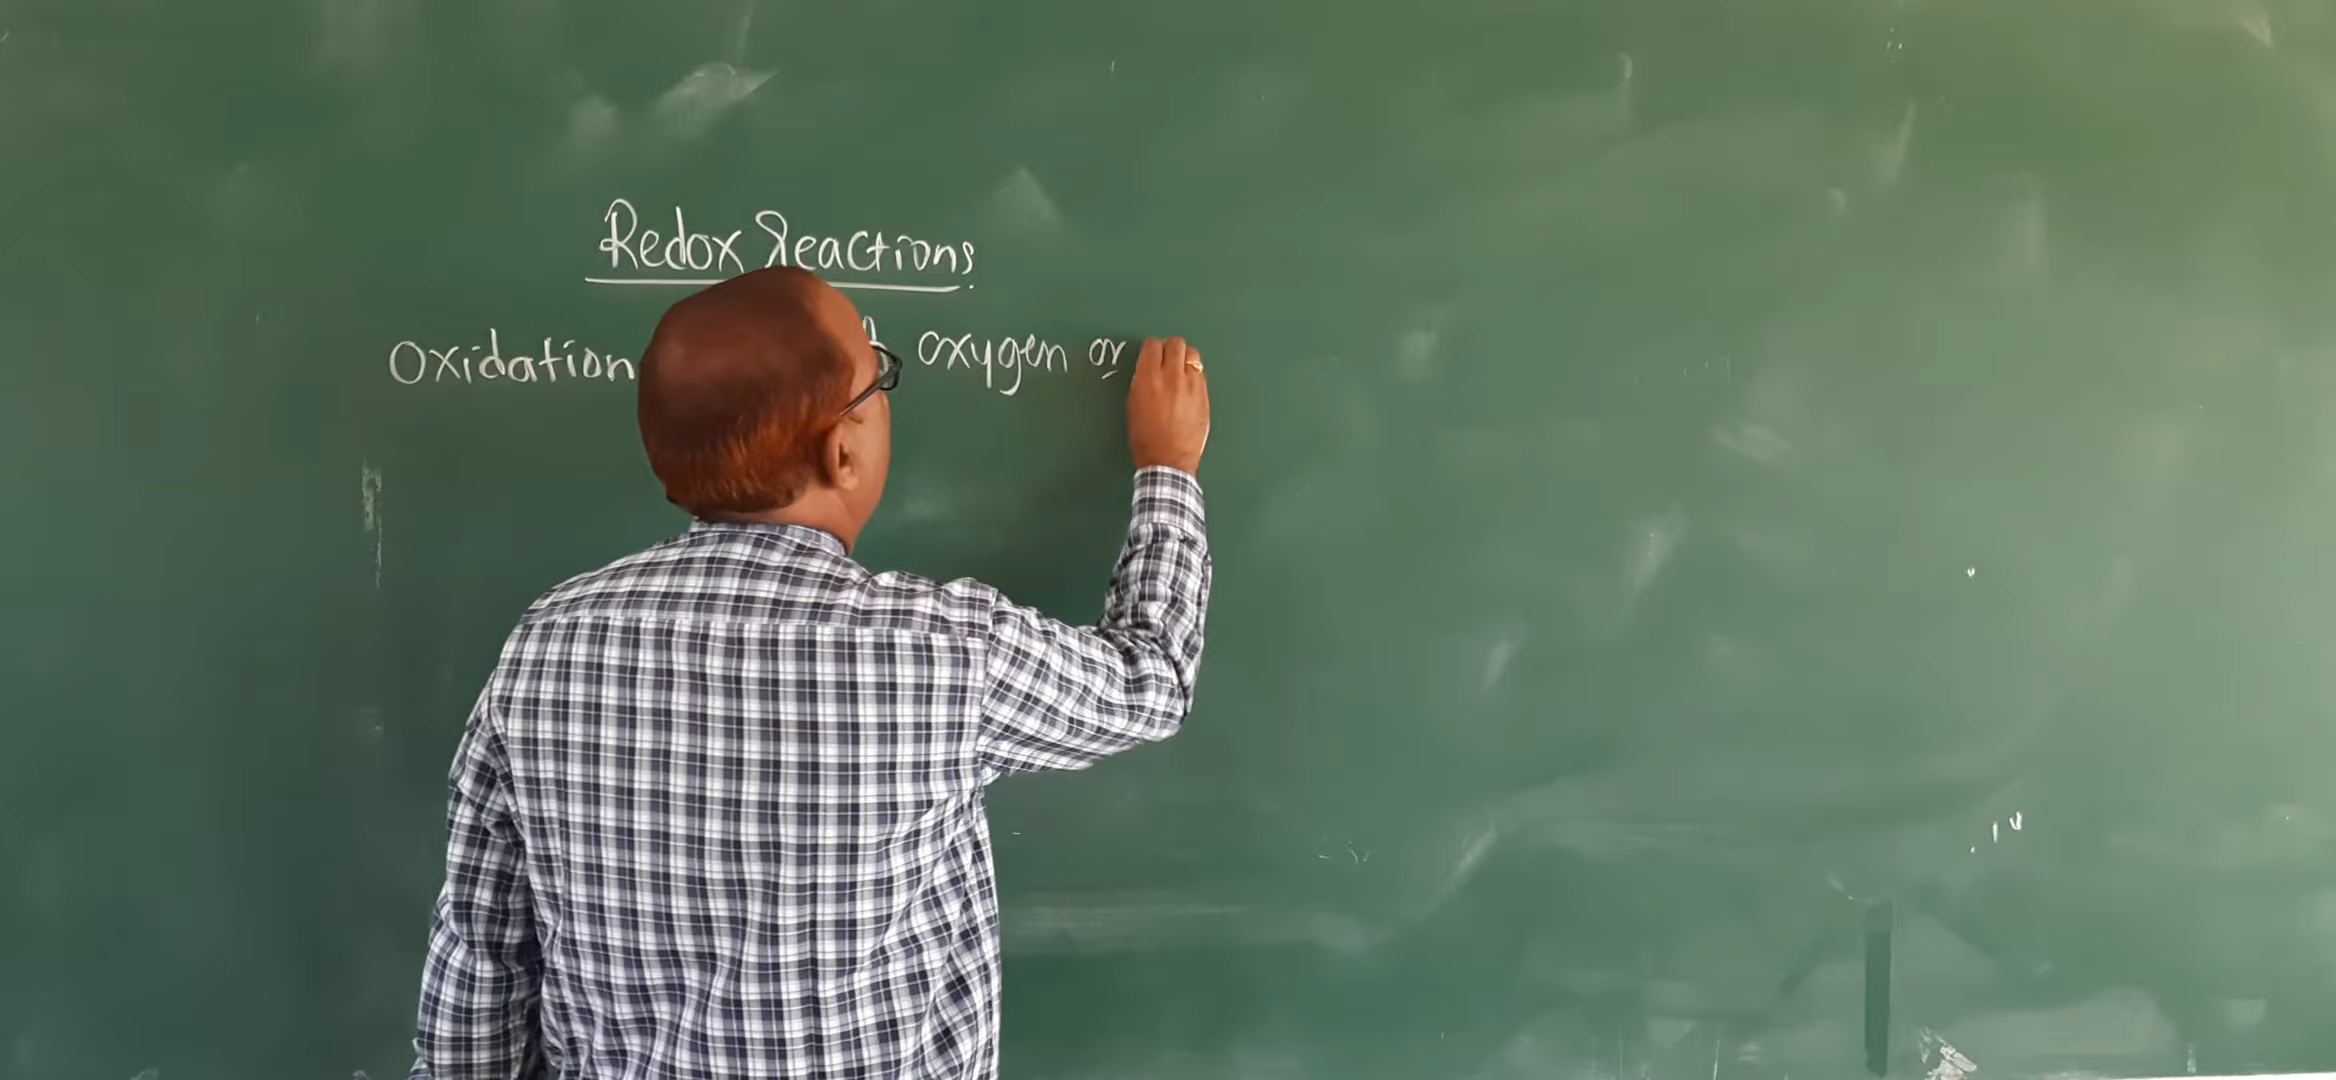 Redox Reactions.
Oxidation oxygen or